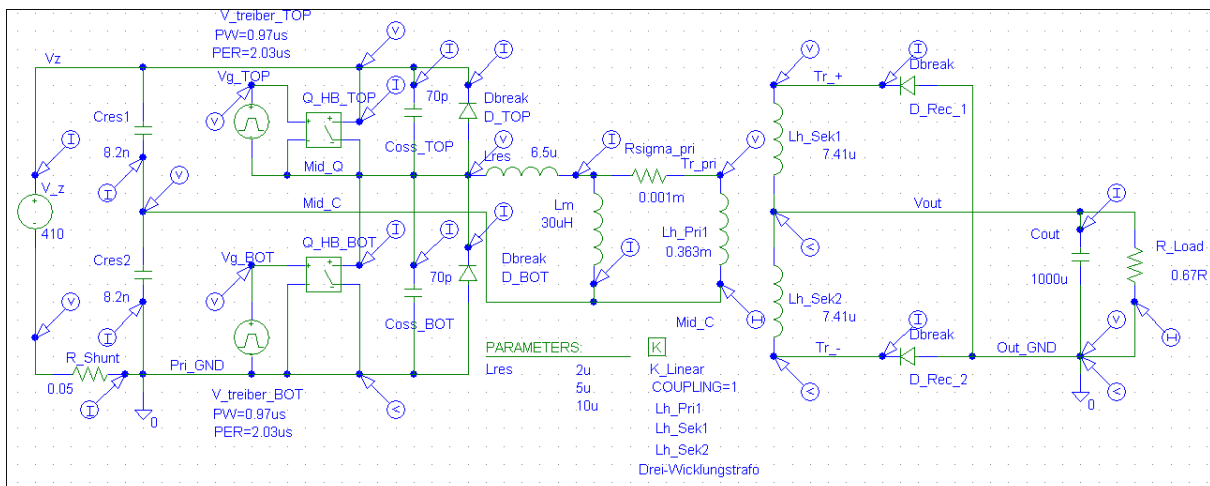 V_treiber_TOP
PW=0.97us
PER=2.03us
Vz
Vg_TOP
Cres1
8.2n
Q_HB_TOP
70p
Coss_TOP
Dbreak
D_TOP
Mid_Q
Lres
6.5u
Rsigma_pri
0.001m
Tr_pri
Lm
30uH
Lh_Pri1
0.363m
Mid_C
V_z
410
Mid_C
Cres2
8.2n
Vg_BOT
Q_HB_BOT
70p
Coss_BOT
Dbreak
D_BOT
R_Shunt
0.05
Pri_GND
0
V_treiber_BOT
PW=0.97us
PER=2.03us
PARAMETERS:
Lres
2u
5u
10u
K
K_Linear
COUPLING=1
Lh_Pri1
Lh_Sek1
Lh_Sek2
Drei-Wicklungstrafo
Tr_+
Dbreak
D_Rec_1
Lh_Sek1
7.41u
Vout
Cout
1000u
R_Load
0.67R
Lh_Sek2
7.41u
Tr_-
Dbreak
D_Rec_2
Out_GND
0